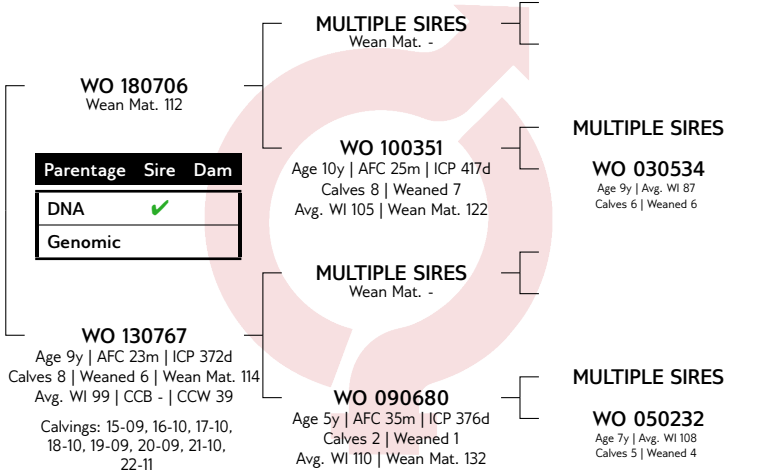 MULTIPLE SIRES
Wean Mat. -
WO 180706
Wean Mat. 112
MULTIPLE SIRES
WO 100351
Age 10y | AFC 25m | ICP 417d
Calves 8 | Weaned 7
Avg. WI 105 | Wean Mat. 122
WO 030534
Age 9y | Avg. WI 87
Calves 6 | Weaned 6
Parentage Sire Dam
DNA ✔
Genomic
MULTIPLE SIRES
Wean Mat. -
WO 130767
Age 9y | AFC 23m | ICP 372d
Calves 8 | Weaned 6 | Wean Mat. 114
Avg. WI 99 | CCB - | CCW 39
Calvings: 15-09, 16-10, 17-10,
18-10, 19-09, 20-09, 21-10,
22-11
MULTIPLE SIRES
WO 090680
Age 5y | AFC 35m | ICP 376d
Calves 2 | Weaned 1
Avg. WI 110 | Wean Mat. 132
WO 050232
Age 7y | Avg. WI 108
Calves 5 | Weaned 4